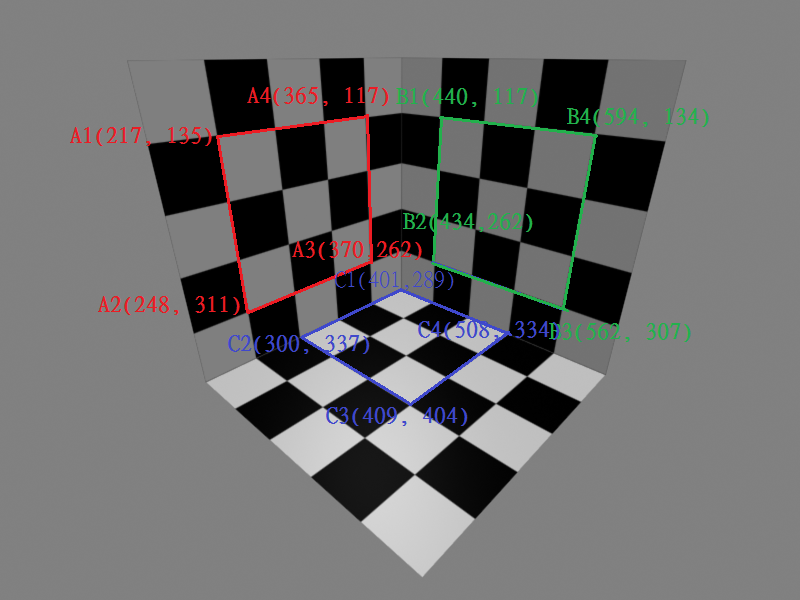 A4(365, 117)
B1(440, 117)
B4(594, 134)
A1(217, 135)
B2(434,262)
A3(370,262)
C1(401,289)
A2(248, 311)
C4(508, 334)
B3(562, 307)
C2(300, 337)
C3(409, 404)